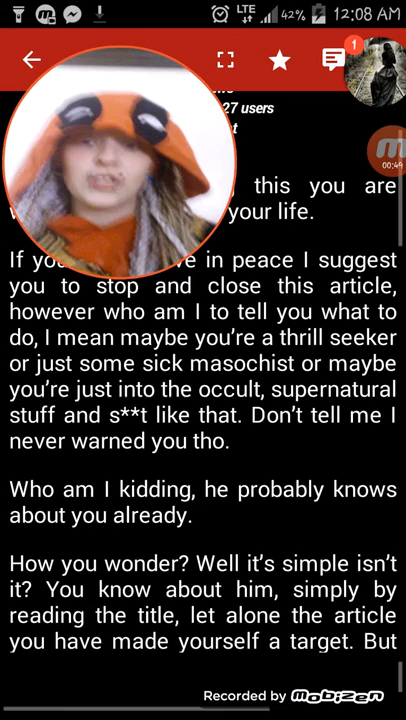 LTE 42% 12:08 AM
1
27 users
00:49
this you are
your life.
If you e in peace I suggest
you to stop and close this article,
however who am I to tell you what to
do, I mean maybe you're a thrill seeker
or just some sick masochist or maybe
you're just into the occult, supernatural
stuff and s**t like that. Don't tell me I
never warned you tho.
Who am I kidding, he probably knows
about you already.
How you wonder? Well it's simple isn't
it? You know about him, simply by
reading the title, let alone the article
you have made yourself a target. But
Recorded by mobizen